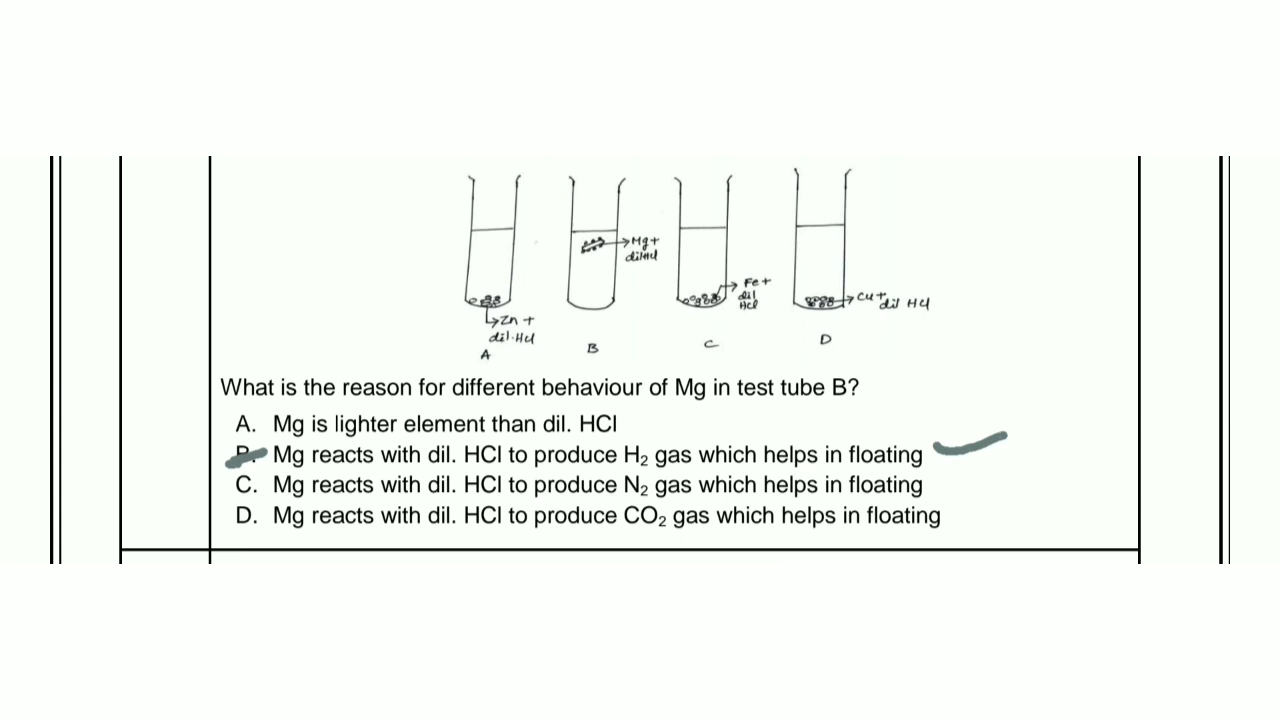 Mg+
dil HCl
Fe+
dil
HCl
Cu+
dil HCl
Zn +
dil.HCl
A
B
C
D
What is the reason for different behaviour of Mg in test tube B?
A. Mg is lighter element than dil. HCl
B. Mg reacts with dil. HCl to produce H₂ gas which helps in floating
C. Mg reacts with dil. HCl to produce N₂ gas which helps in floating
D. Mg reacts with dil. HCl to produce CO₂ gas which helps in floating